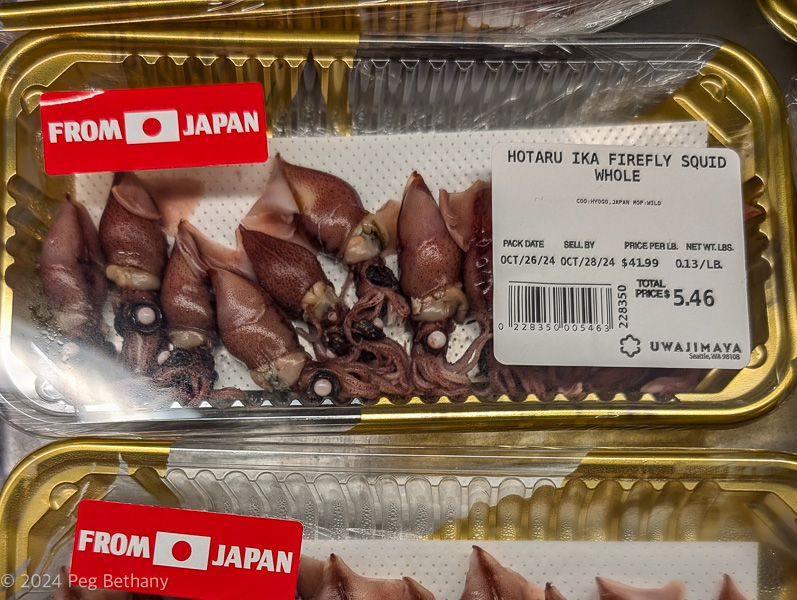 FROM JAPAN
HOTARU IKA FIREFLY SQUID
WHOLE
COO:HYOGO,JAPAN MOP:WILD
PACK DATE SELL BY PRICE PER LB. NET WT. LBS.
OCT/26/24 OCT/28/24 $41.99 0.13/LB.
TOTAL
PRICE$ 5.46
228350
0 228350 005463
UWAJIMAYA
Seattle, WA 98108
FROM JAPAN
© 2024 Peg Bethany